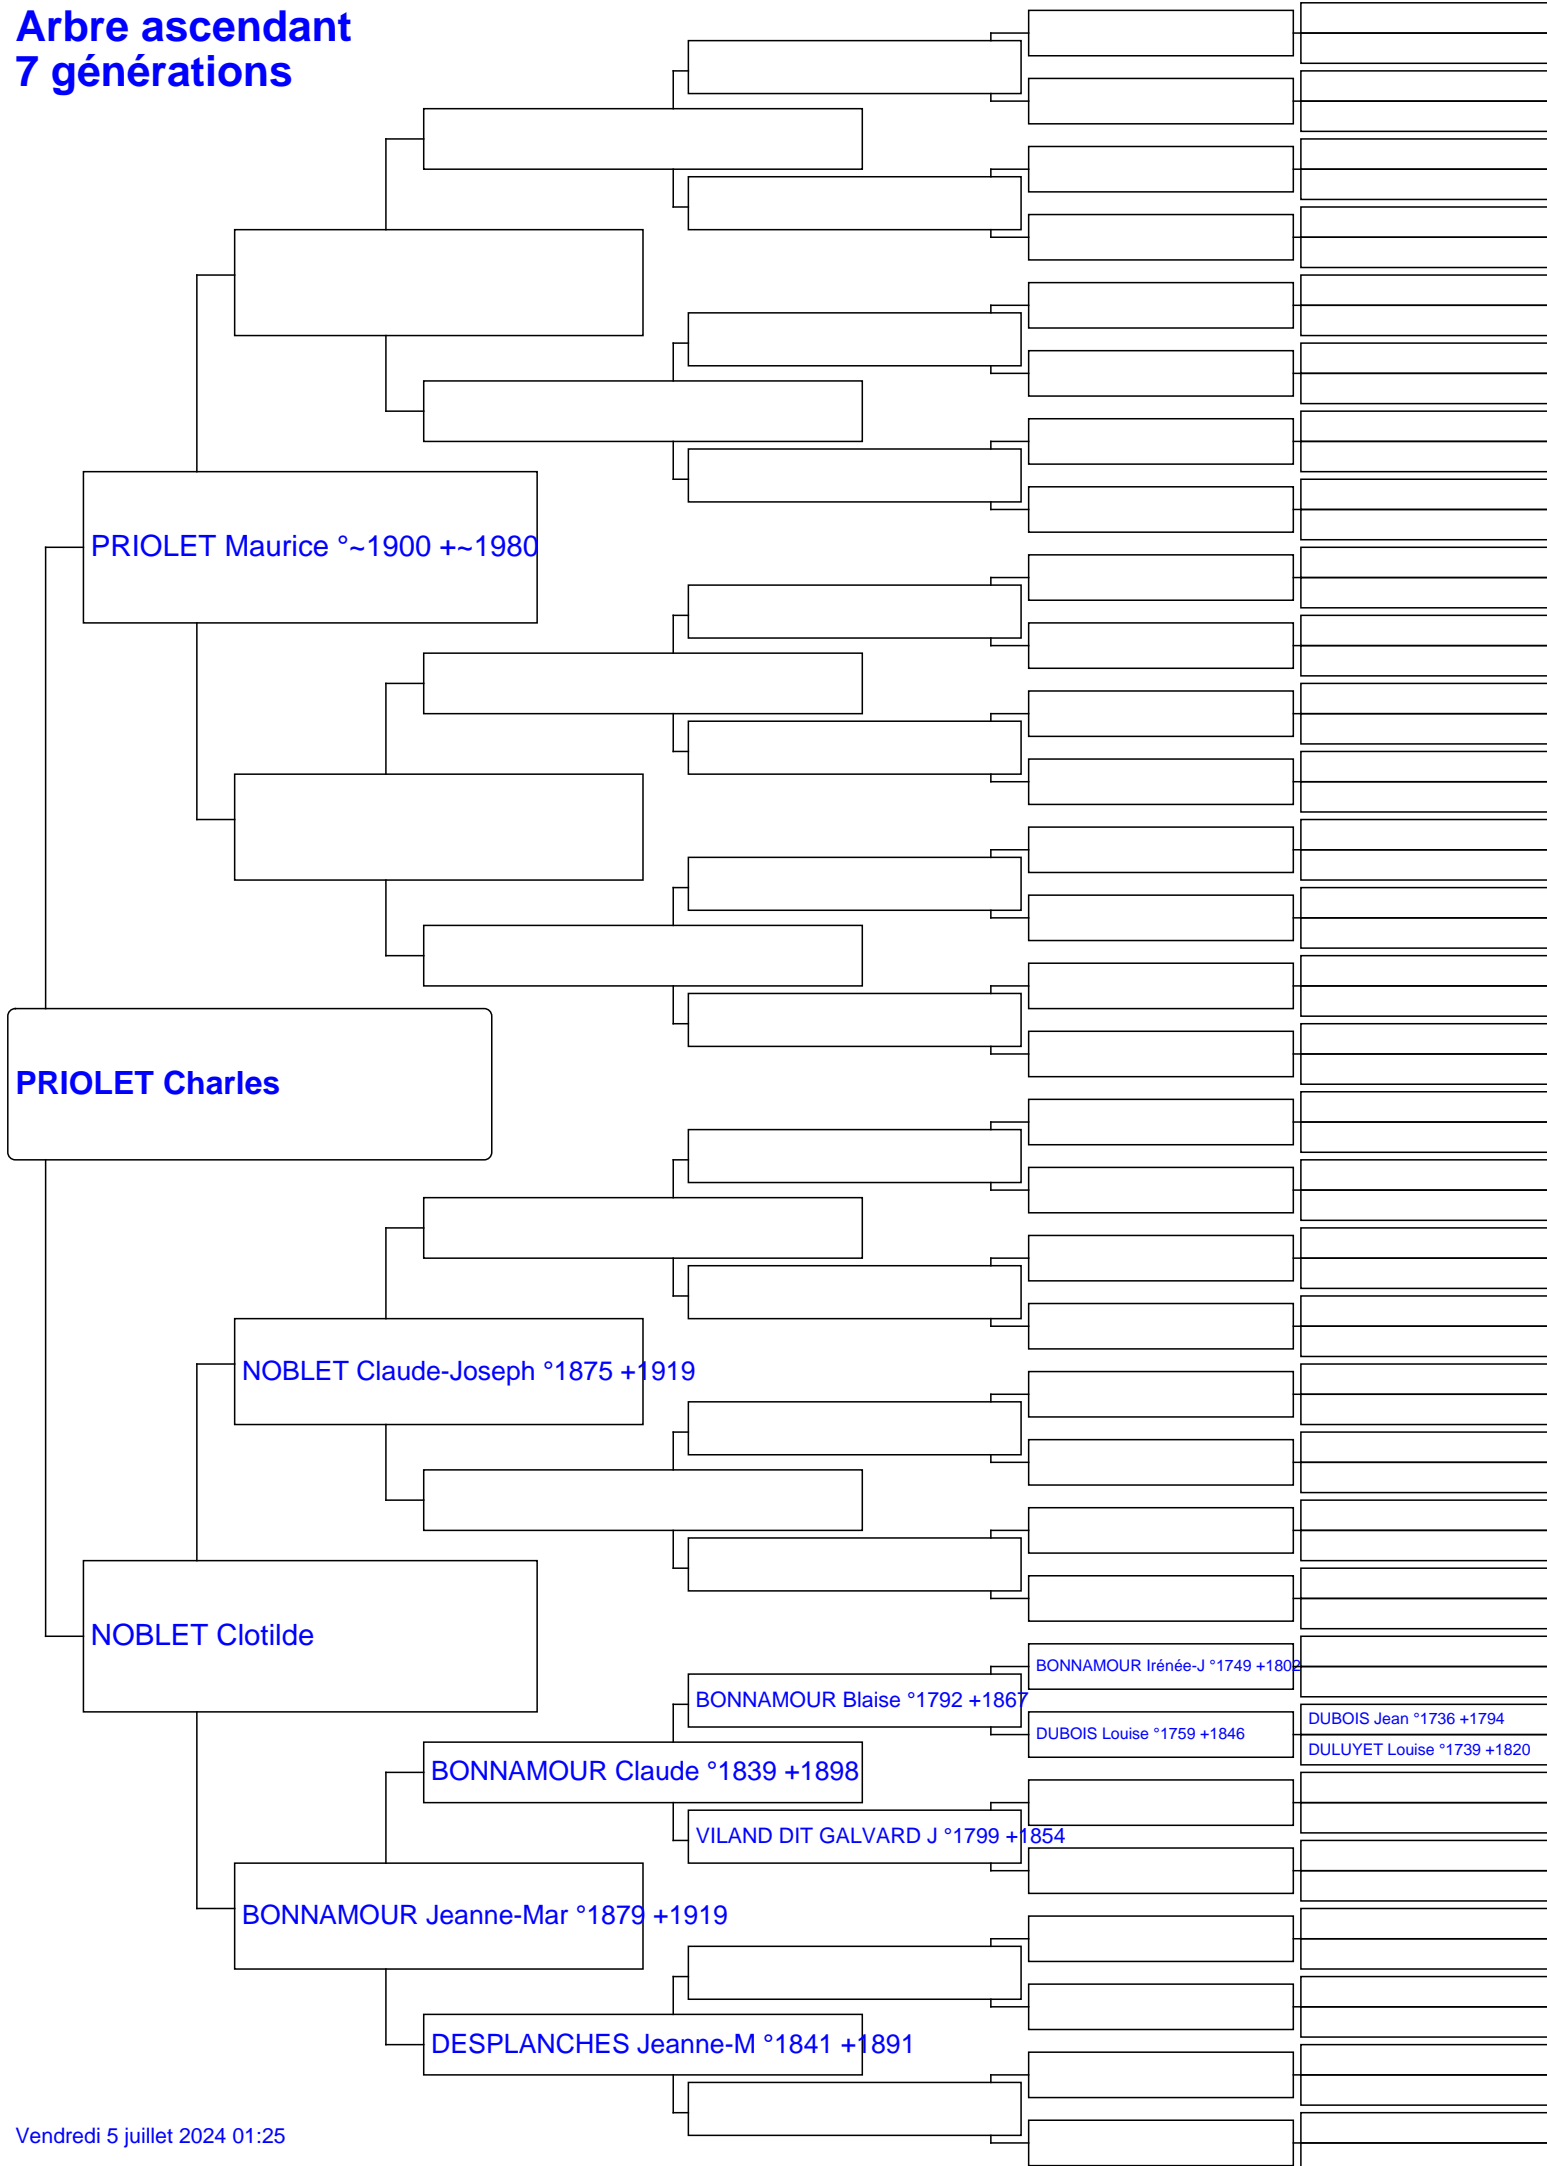 Arbre ascendant
7 générations
PRIOLET Maurice °~1900 +~1980
PRIOLET Charles
NOBLET Claude-Joseph °1875 +1919
NOBLET Clotilde
BONNAMOUR Irénée-J °1749 +1802
BONNAMOUR Blaise °1792 +1867
DUBOIS Jean °1736 +1794
DUBOIS Louise °1759 +1846
DULUYET Louise °1739 +1820
BONNAMOUR Claude °1839 +1898
VILAND DIT GALVARD J °1799 +1854
BONNAMOUR Jeanne-Mar °1879 +1919
DESPLANCHES Jeanne-M °1841 +1891
Vendredi 5 juillet 2024 01:25